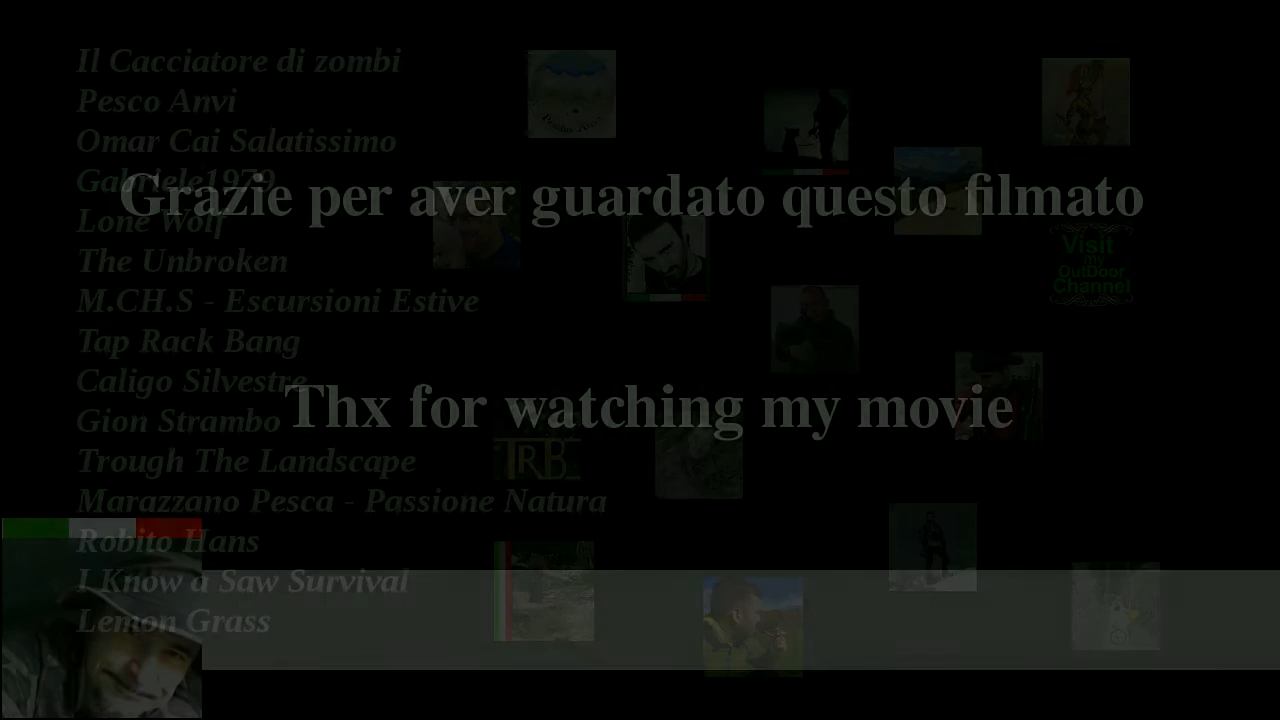 Il Cacciatore di zombi
Pesco Anvi
Omar Cai Salatissimo
Gabriele1979
Grazie per aver guardato questo filmato
Lone Wolf
The Unbroken
M.CH.S - Escursioni Estive
Tap Rack Bang
Caligo Silvestre
Thx for watching my movie
Gion Strambo
Trough The Landscape
Marazzano Pesca - Passione Natura
Robito Hans
I Know a Saw Survival
Lemon Grass
Visit
my
OutDoor
Channel
TRB